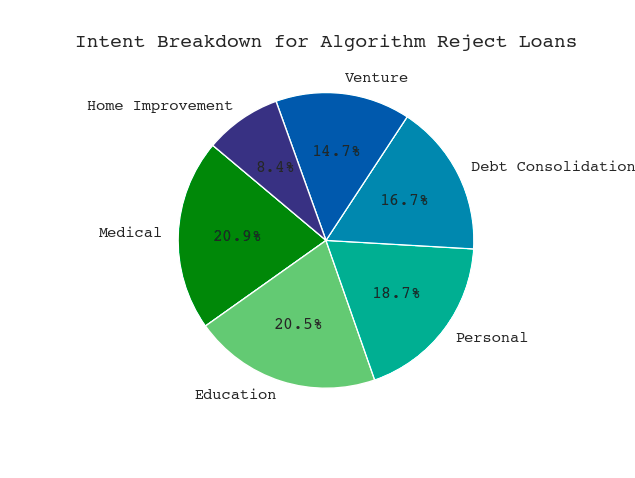 Intent Breakdown for Algorithm Reject Loans
Venture
Home Improvement
14.7%
8.4%
Debt Consolidation
16.7%
Medical
20.9%
18.7%
20.5%
Personal
Education